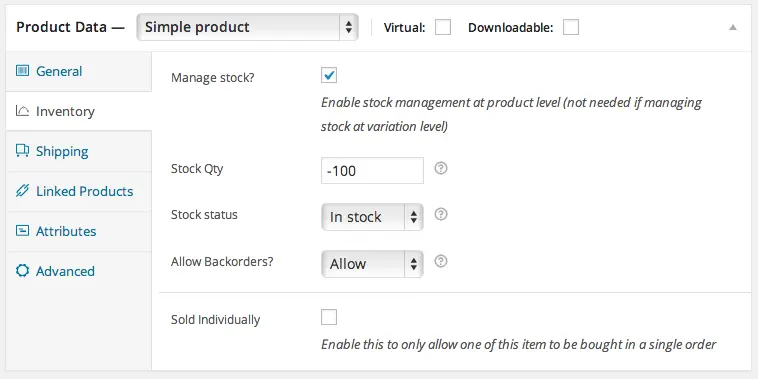 Product Data — Simple product Virtual: Downloadable:
General
Inventory
Shipping
Linked Products
Attributes
Advanced
Manage stock?
Enable stock management at product level (not needed if managing
stock at variation level)
Stock Qty -100
Stock status In stock
Allow Backorders? Allow
Sold Individually
Enable this to only allow one of this item to be bought in a single order